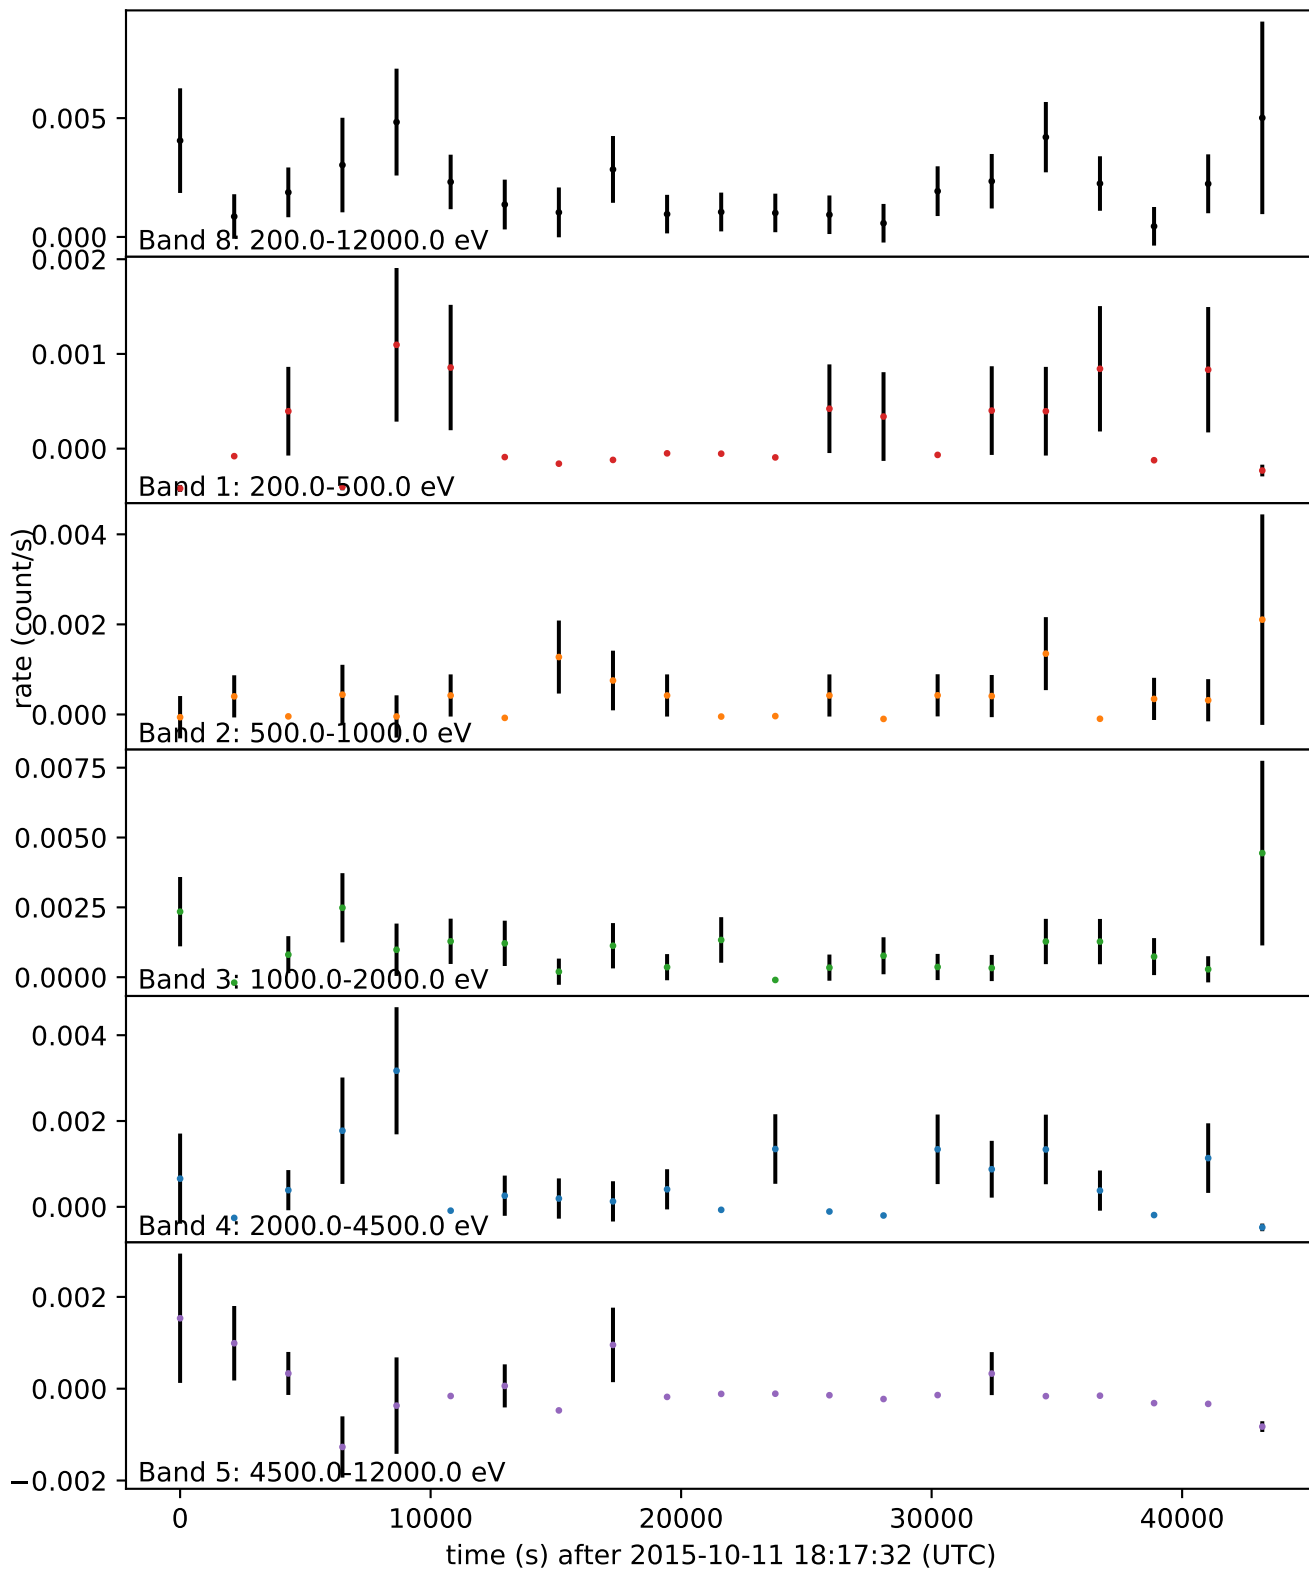 0.005
0.000
Band 8: 200.0-12000.0 eV
0.002
0.001
0.000
Band 1: 200.0-500.0 eV
rate (count/s)
0.004
0.002
0.000
Band 2: 500.0-1000.0 eV
0.0075
0.0050
0.0025
0.0000
Band 3: 1000.0-2000.0 eV
0.004
0.002
0.000
Band 4: 2000.0-4500.0 eV
0.002
0.000
−0.002
Band 5: 4500.0-12000.0 eV
0 10000 20000 30000 40000
time (s) after 2015-10-11 18:17:32 (UTC)